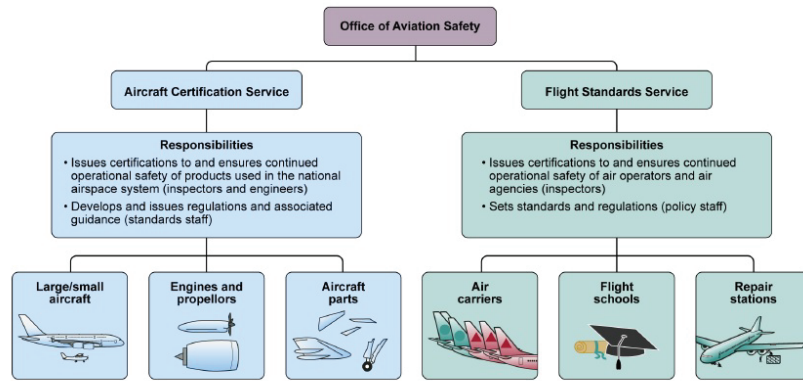 Office of Aviation Safety
Aircraft Certification Service
Flight Standards Service
Responsibilities
• Issues certifications to and ensures continued
operational safety of products used in the national
airspace system (inspectors and engineers)
• Develops and issues regulations and associated
guidance (standards staff)
Responsibilities
• Issues certifications to and ensures continued
operational safety of air operators and air
agencies (inspectors)
• Sets standards and regulations (policy staff)
Large/small
aircraft
Engines and
propellors
Aircraft
parts
Air
carriers
Flight
schools
Repair
stations